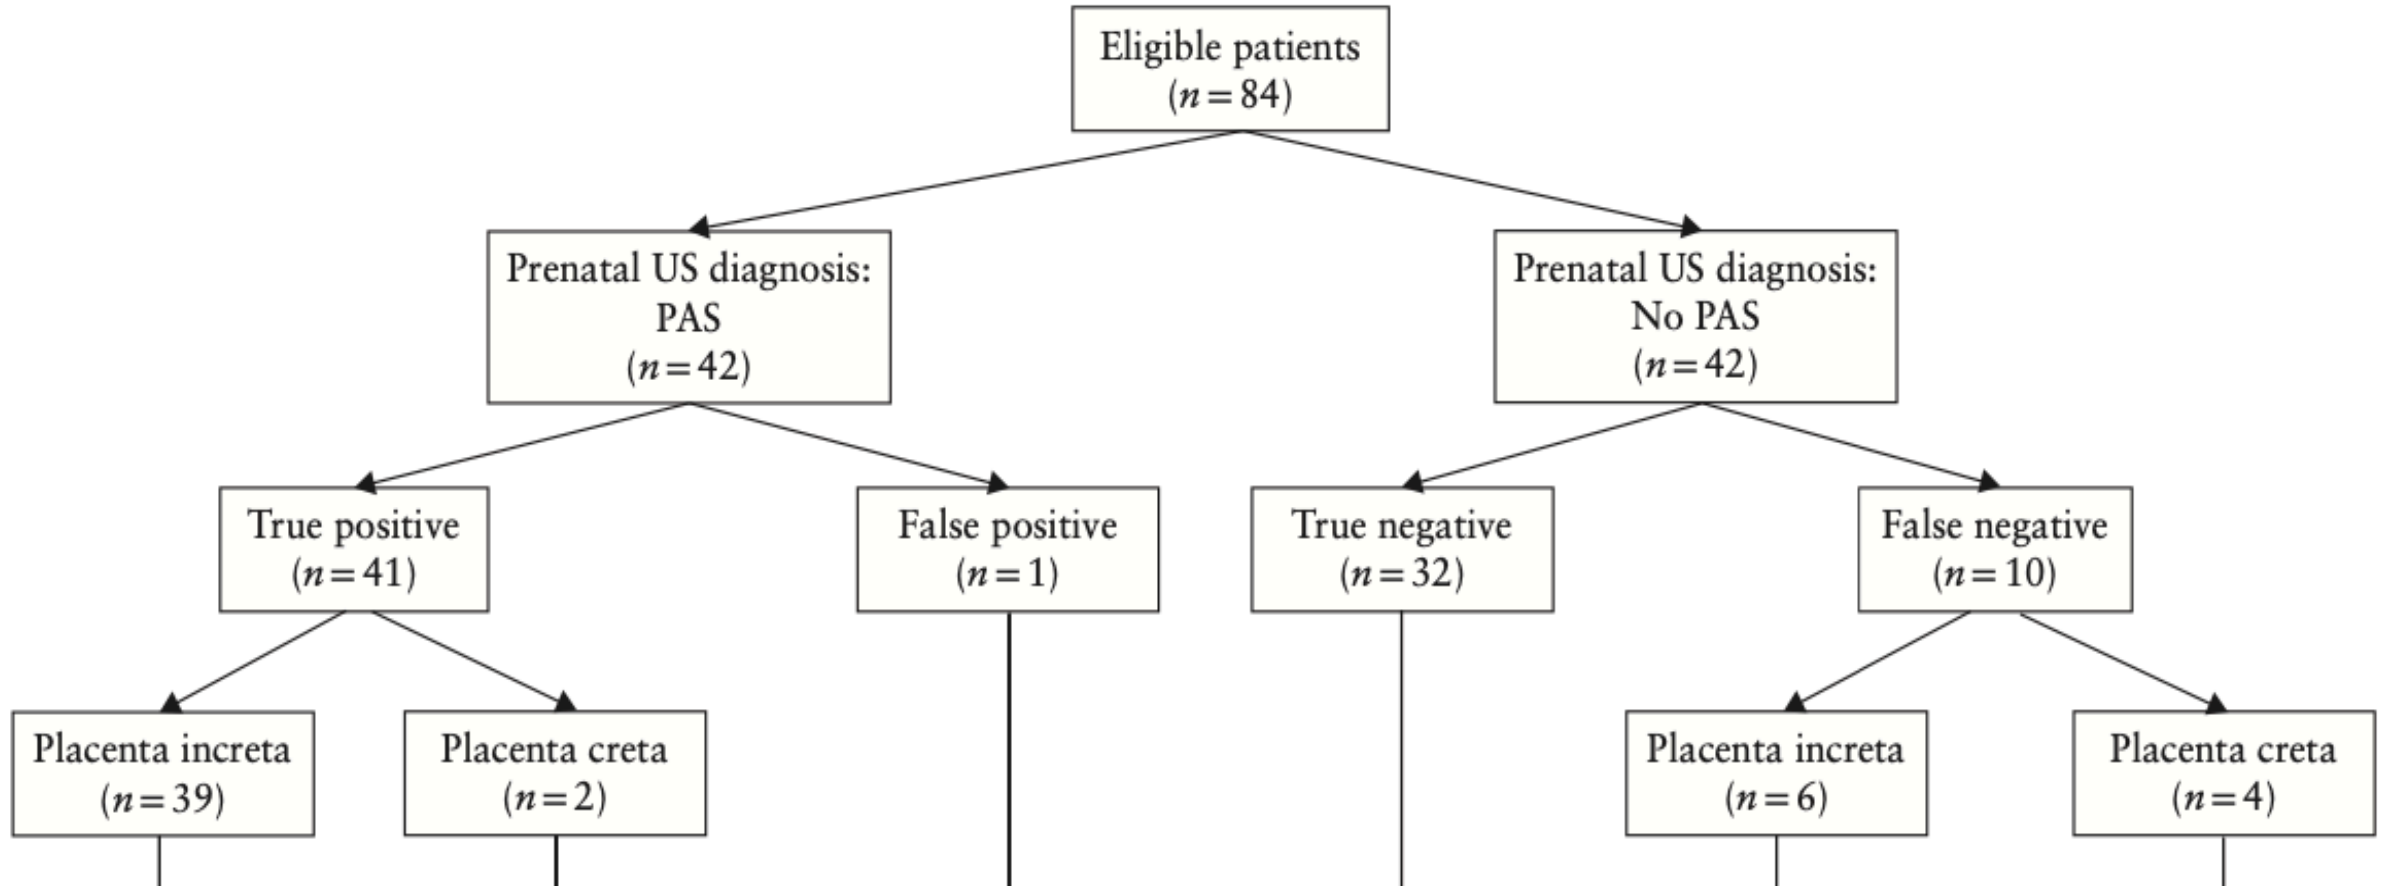 Eligible patients
(n = 84)
Prenatal US diagnosis:
PAS
(n = 42)
Prenatal US diagnosis:
No PAS
(n = 42)
True positive
(n = 41)
False positive
(n = 1)
True negative
(n = 32)
False negative
(n = 10)
Placenta increta
(n = 39)
Placenta creta
(n = 2)
Placenta increta
(n = 6)
Placenta creta
(n = 4)